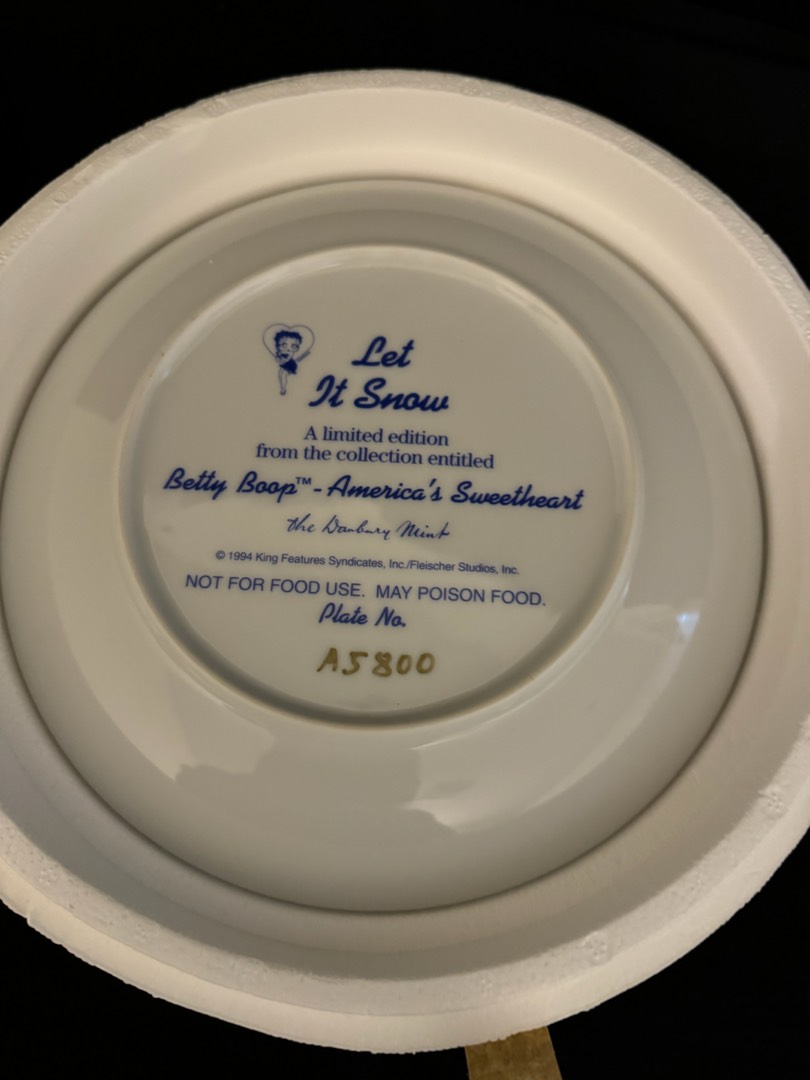 Let
It Snow
A limited edition
from the collection entitled
Betty Boop™ - America's Sweetheart
The Danbury Mint
© 1994 King Features Syndicates, Inc./Fleischer Studios, Inc.
NOT FOR FOOD USE. MAY POISON FOOD.
Plate No.
A5800